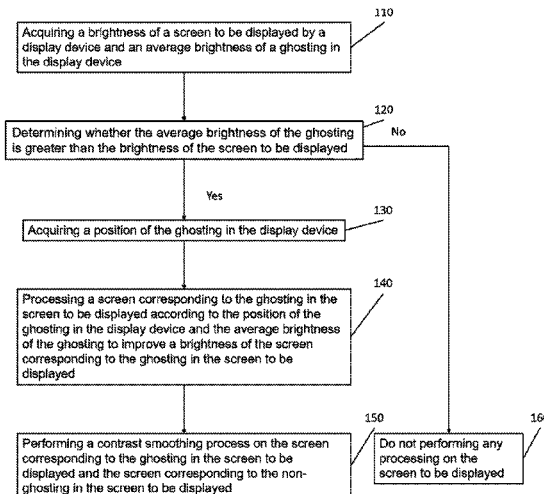 110
Acquiring a brightness of a screen to be displayed by a
display device and an average brightness of a ghosting in
the display device
120
Determining whether the average brightness of the ghosting
is greater than the brightness of the screen to be displayed
No
Yes
130
Acquiring a position of the ghosting in the display device
140
Processing a screen corresponding to the ghosting in the
screen to be displayed according to the position of the
ghosting in the display device and the average brightness
of the ghosting to improve a brightness of the screen
corresponding to the ghosting in the screen to be
displayed
150
Performing a contrast smoothing process on the screen
corresponding to the ghosting in the screen to be
displayed and the screen corresponding to the non-
ghosting in the screen to be displayed
160
Do not performing any
processing on the
screen to be displayed